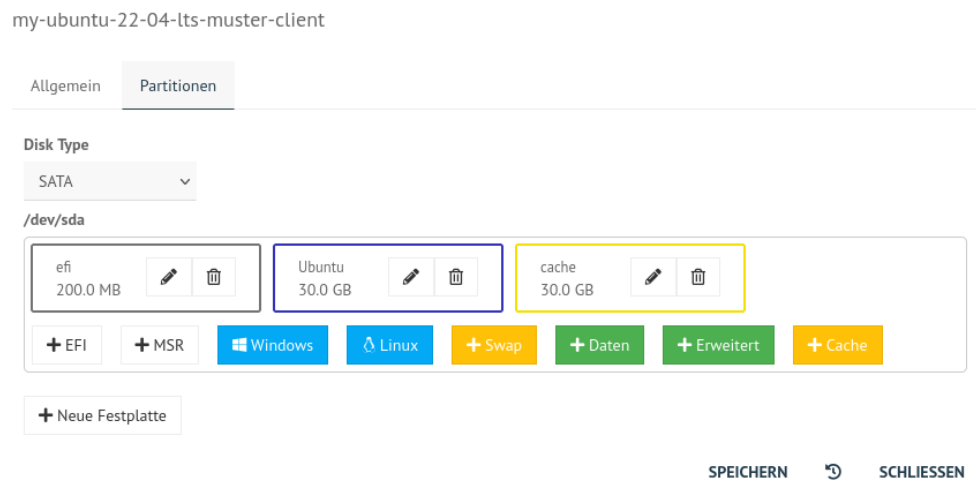 my-ubuntu-22-04-lts-muster-client
Allgemein Partitionen
Disk Type
SATA
/dev/sda
efi
200.0 MB
Ubuntu
30.0 GB
cache
30.0 GB
+ EFI + MSR Windows Linux + Swap + Daten + Erweitert + Cache
+ Neue Festplatte
SPEICHERN SCHLIESSEN